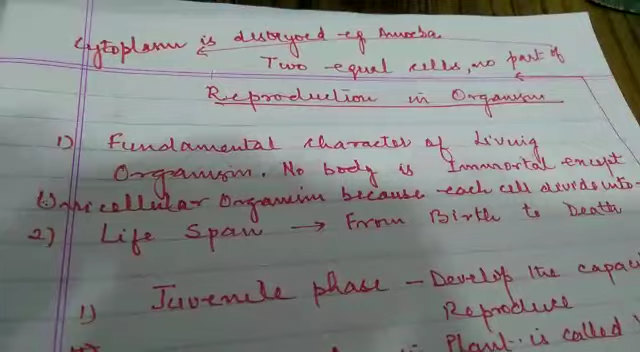 Cytoplasm is destroyed eg Amoeba.
Two equal cells, no part of
Reproduction in Organism
1) Fundamental character of Living
Organism. No body is Immortal except
Unicellular Organism because each cell divide into
2) Life Span → From Birth to Death
1) Juvenile phase - Develop the capaci
Reproduce
Plant. is called